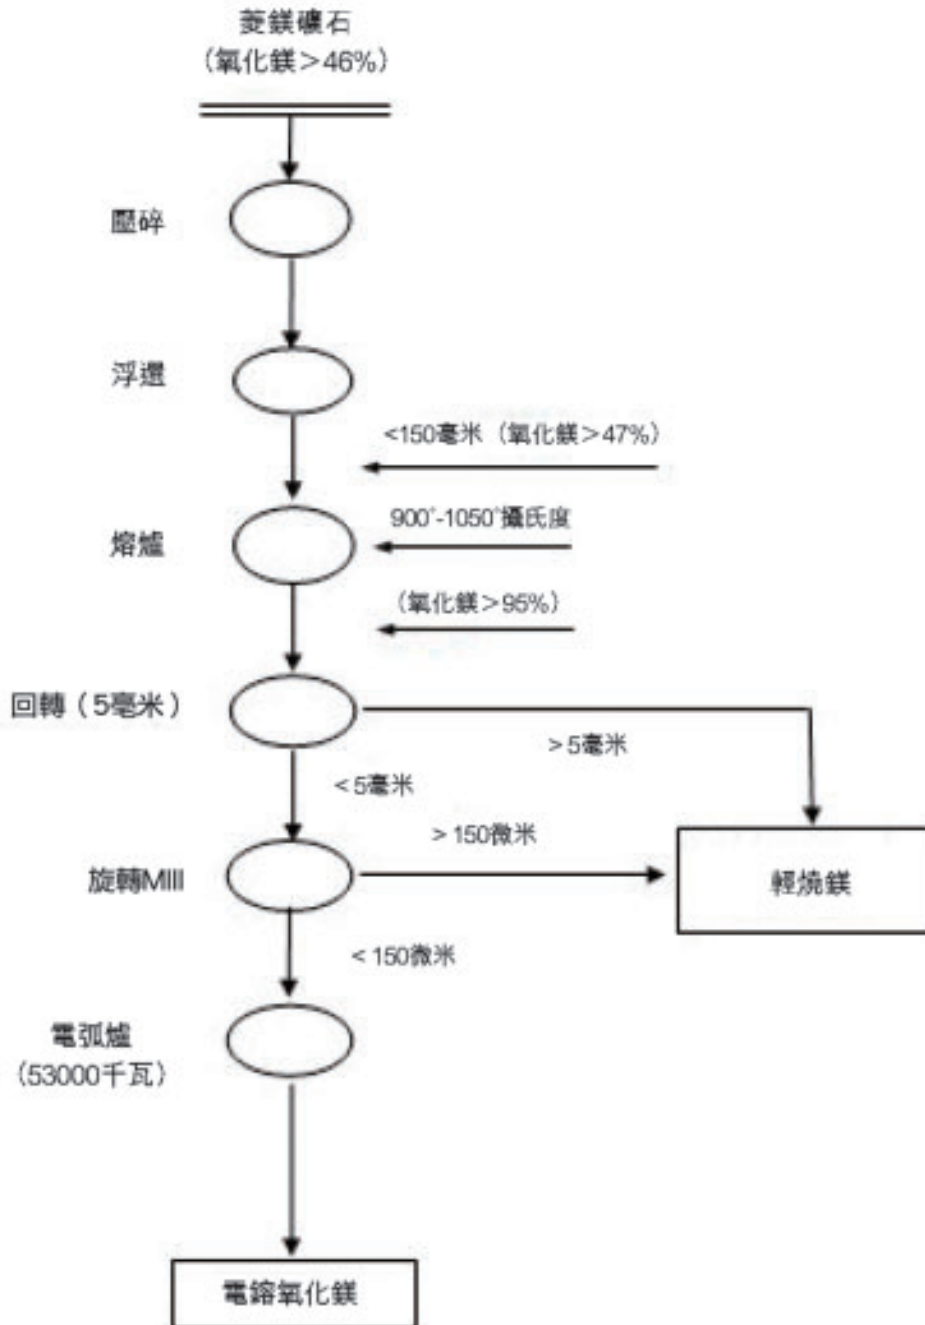 菱鎂礦石
(氧化鎂＞46%)
壓碎
浮選
<150毫米（氧化鎂＞47%）
900°-1050°攝氏度
熔爐
(氧化鎂＞95%)
回轉（5毫米）
＞5毫米
＜5毫米
＞150微米
旋轉Mill
輕燒鎂
＜150微米
電弧爐
(53000千瓦)
電鎔氧化鎂